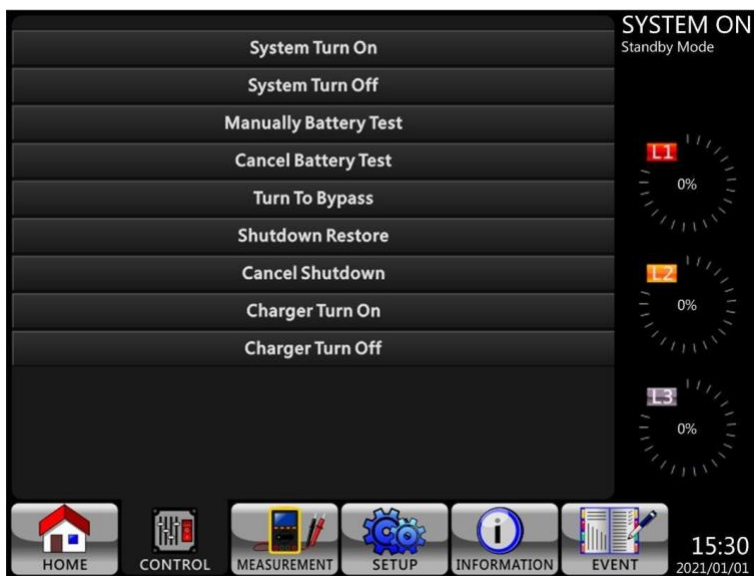 SYSTEM ON
Standby Mode
System Turn On
System Turn Off
Manually Battery Test
Cancel Battery Test
Turn To Bypass
Shutdown Restore
Cancel Shutdown
Charger Turn On
Charger Turn Off
L1
0%
L2
0%
L3
0%
HOME
CONTROL
MEASUREMENT
SETUP
INFORMATION
EVENT
15:30
2021/01/01